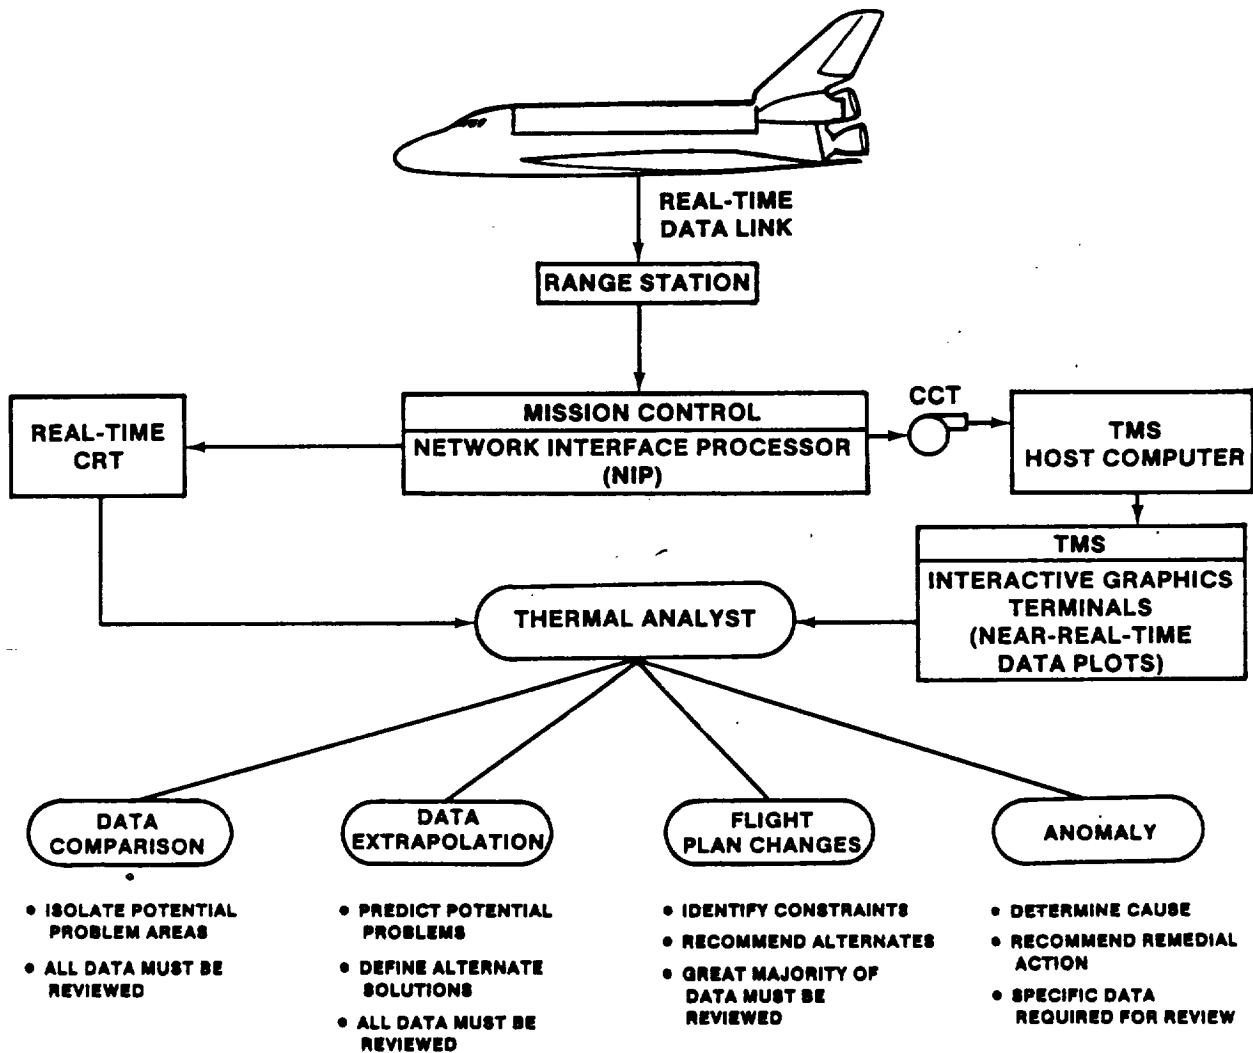 REAL-TIME
DATA LINK
RANGE STATION
MISSION CONTROL
NETWORK INTERFACE PROCESSOR
(NIP)
REAL-TIME
CRT
CCT
TMS
HOST COMPUTER
TMS
INTERACTIVE GRAPHICS
TERMINALS
(NEAR-REAL-TIME
DATA PLOTS)
THERMAL ANALYST
DATA
COMPARISON
• ISOLATE POTENTIAL
PROBLEM AREAS
• ALL DATA MUST BE
REVIEWED
DATA
EXTRAPOLATION
• PREDICT POTENTIAL
PROBLEMS
• DEFINE ALTERNATE
SOLUTIONS
• ALL DATA MUST BE
REVIEWED
FLIGHT
PLAN CHANGES
• IDENTIFY CONSTRAINTS
• RECOMMEND ALTERNATES
• GREAT MAJORITY OF
DATA MUST BE
REVIEWED
ANOMALY
• DETERMINE CAUSE
• RECOMMEND REMEDIAL
ACTION
• SPECIFIC DATA
REQUIRED FOR REVIEW